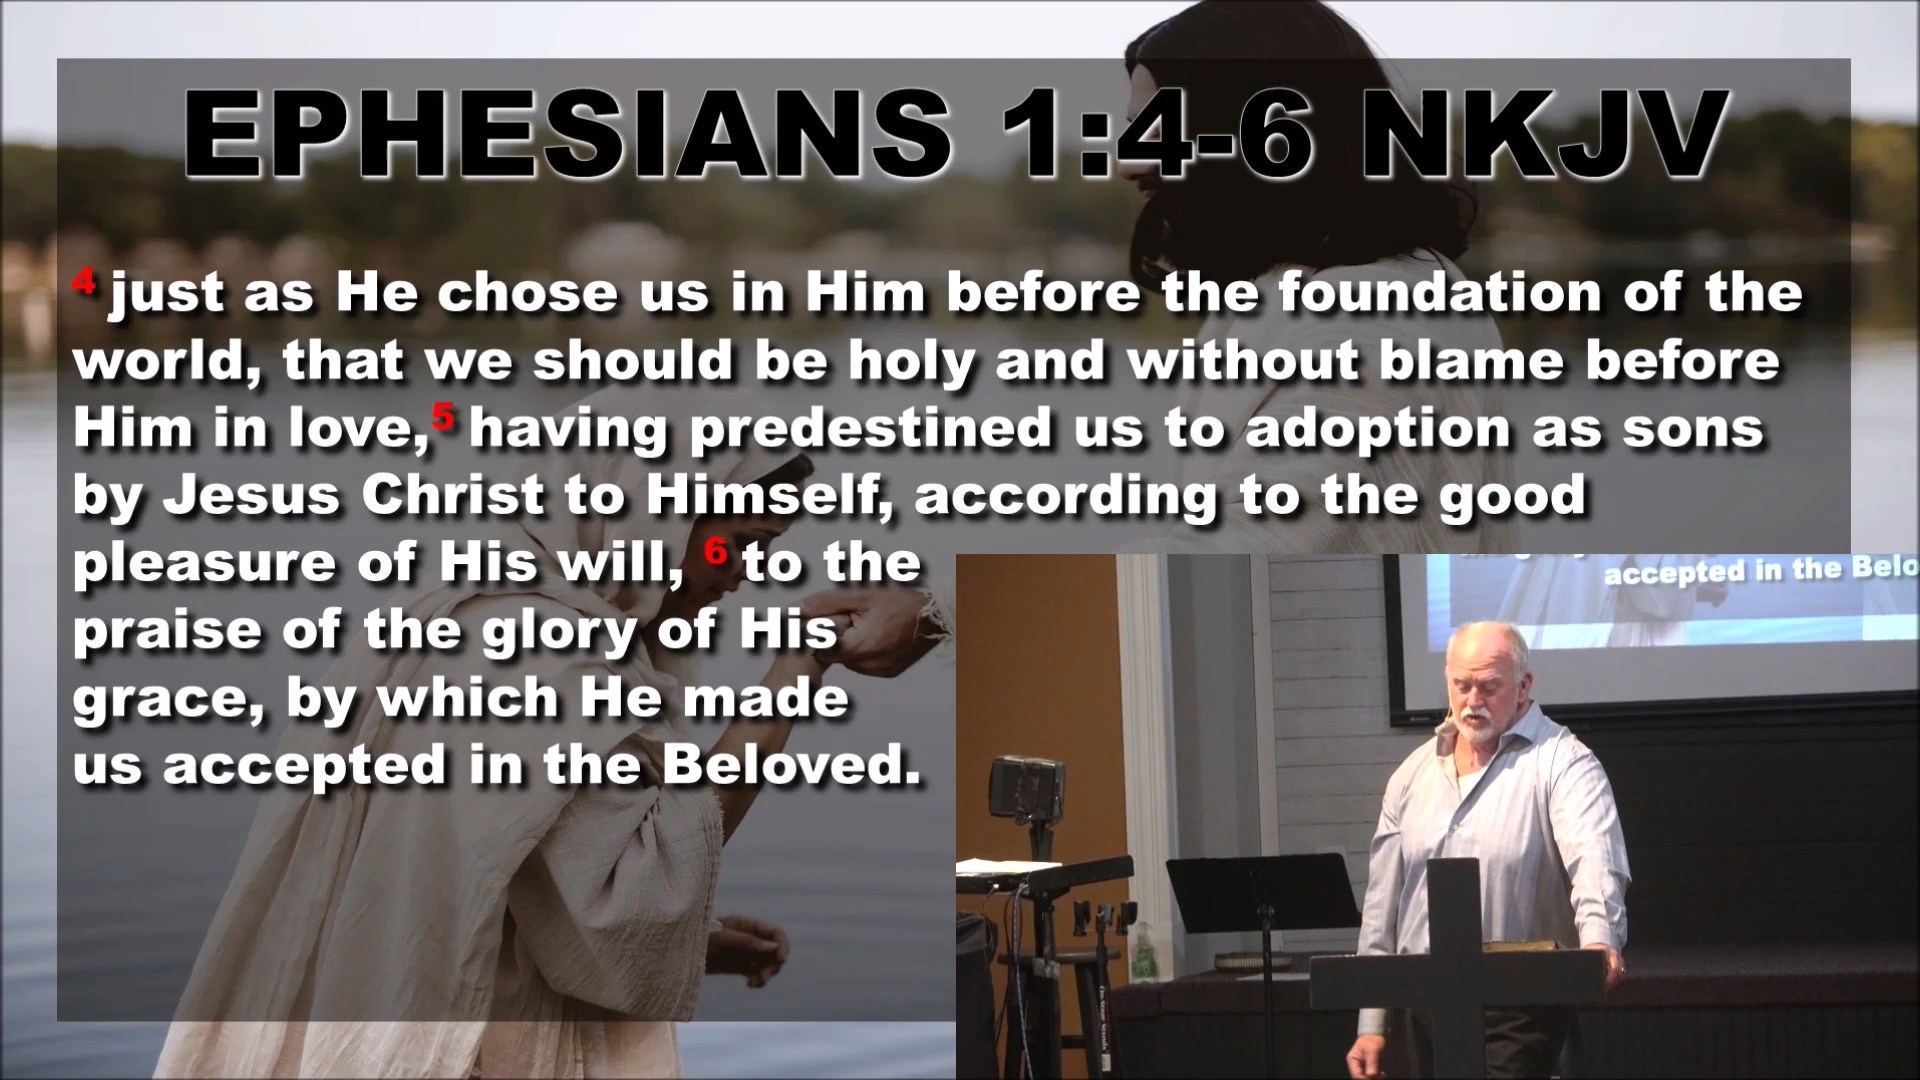 EPHESIANS 1:4-6 NKJV
4 just as He chose us in Him before the foundation of the
world, that we should be holy and without blame before
Him in love,5 having predestined us to adoption as sons
by Jesus Christ to Himself, according to the good
pleasure of His will, 6 to the
praise of the glory of His
grace, by which He made
us accepted in the Beloved.
accepted in the Belo
On-Stage Stands